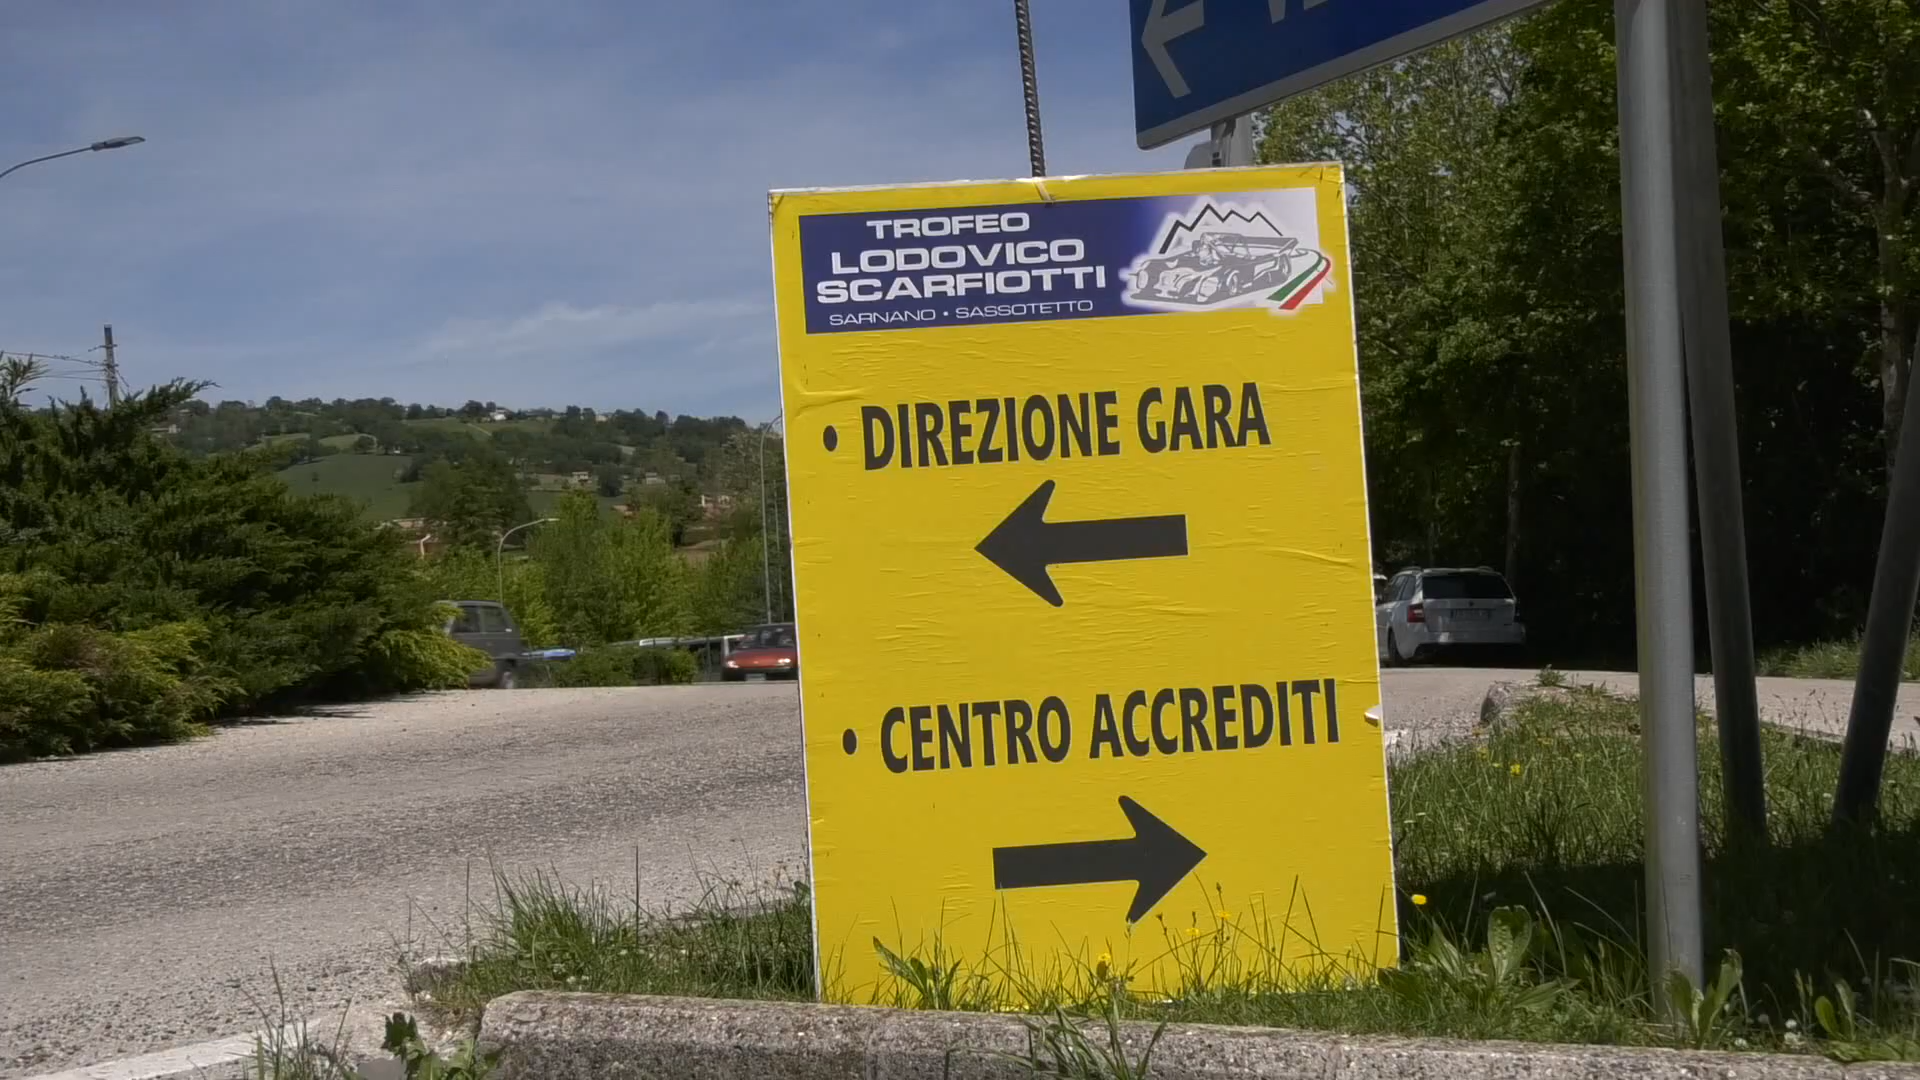 TROFEO
LODOVICO
SCARFIOTTI
SARNANO • SASSOTETTO
• DIREZIONE GARA
• CENTRO ACCREDITI